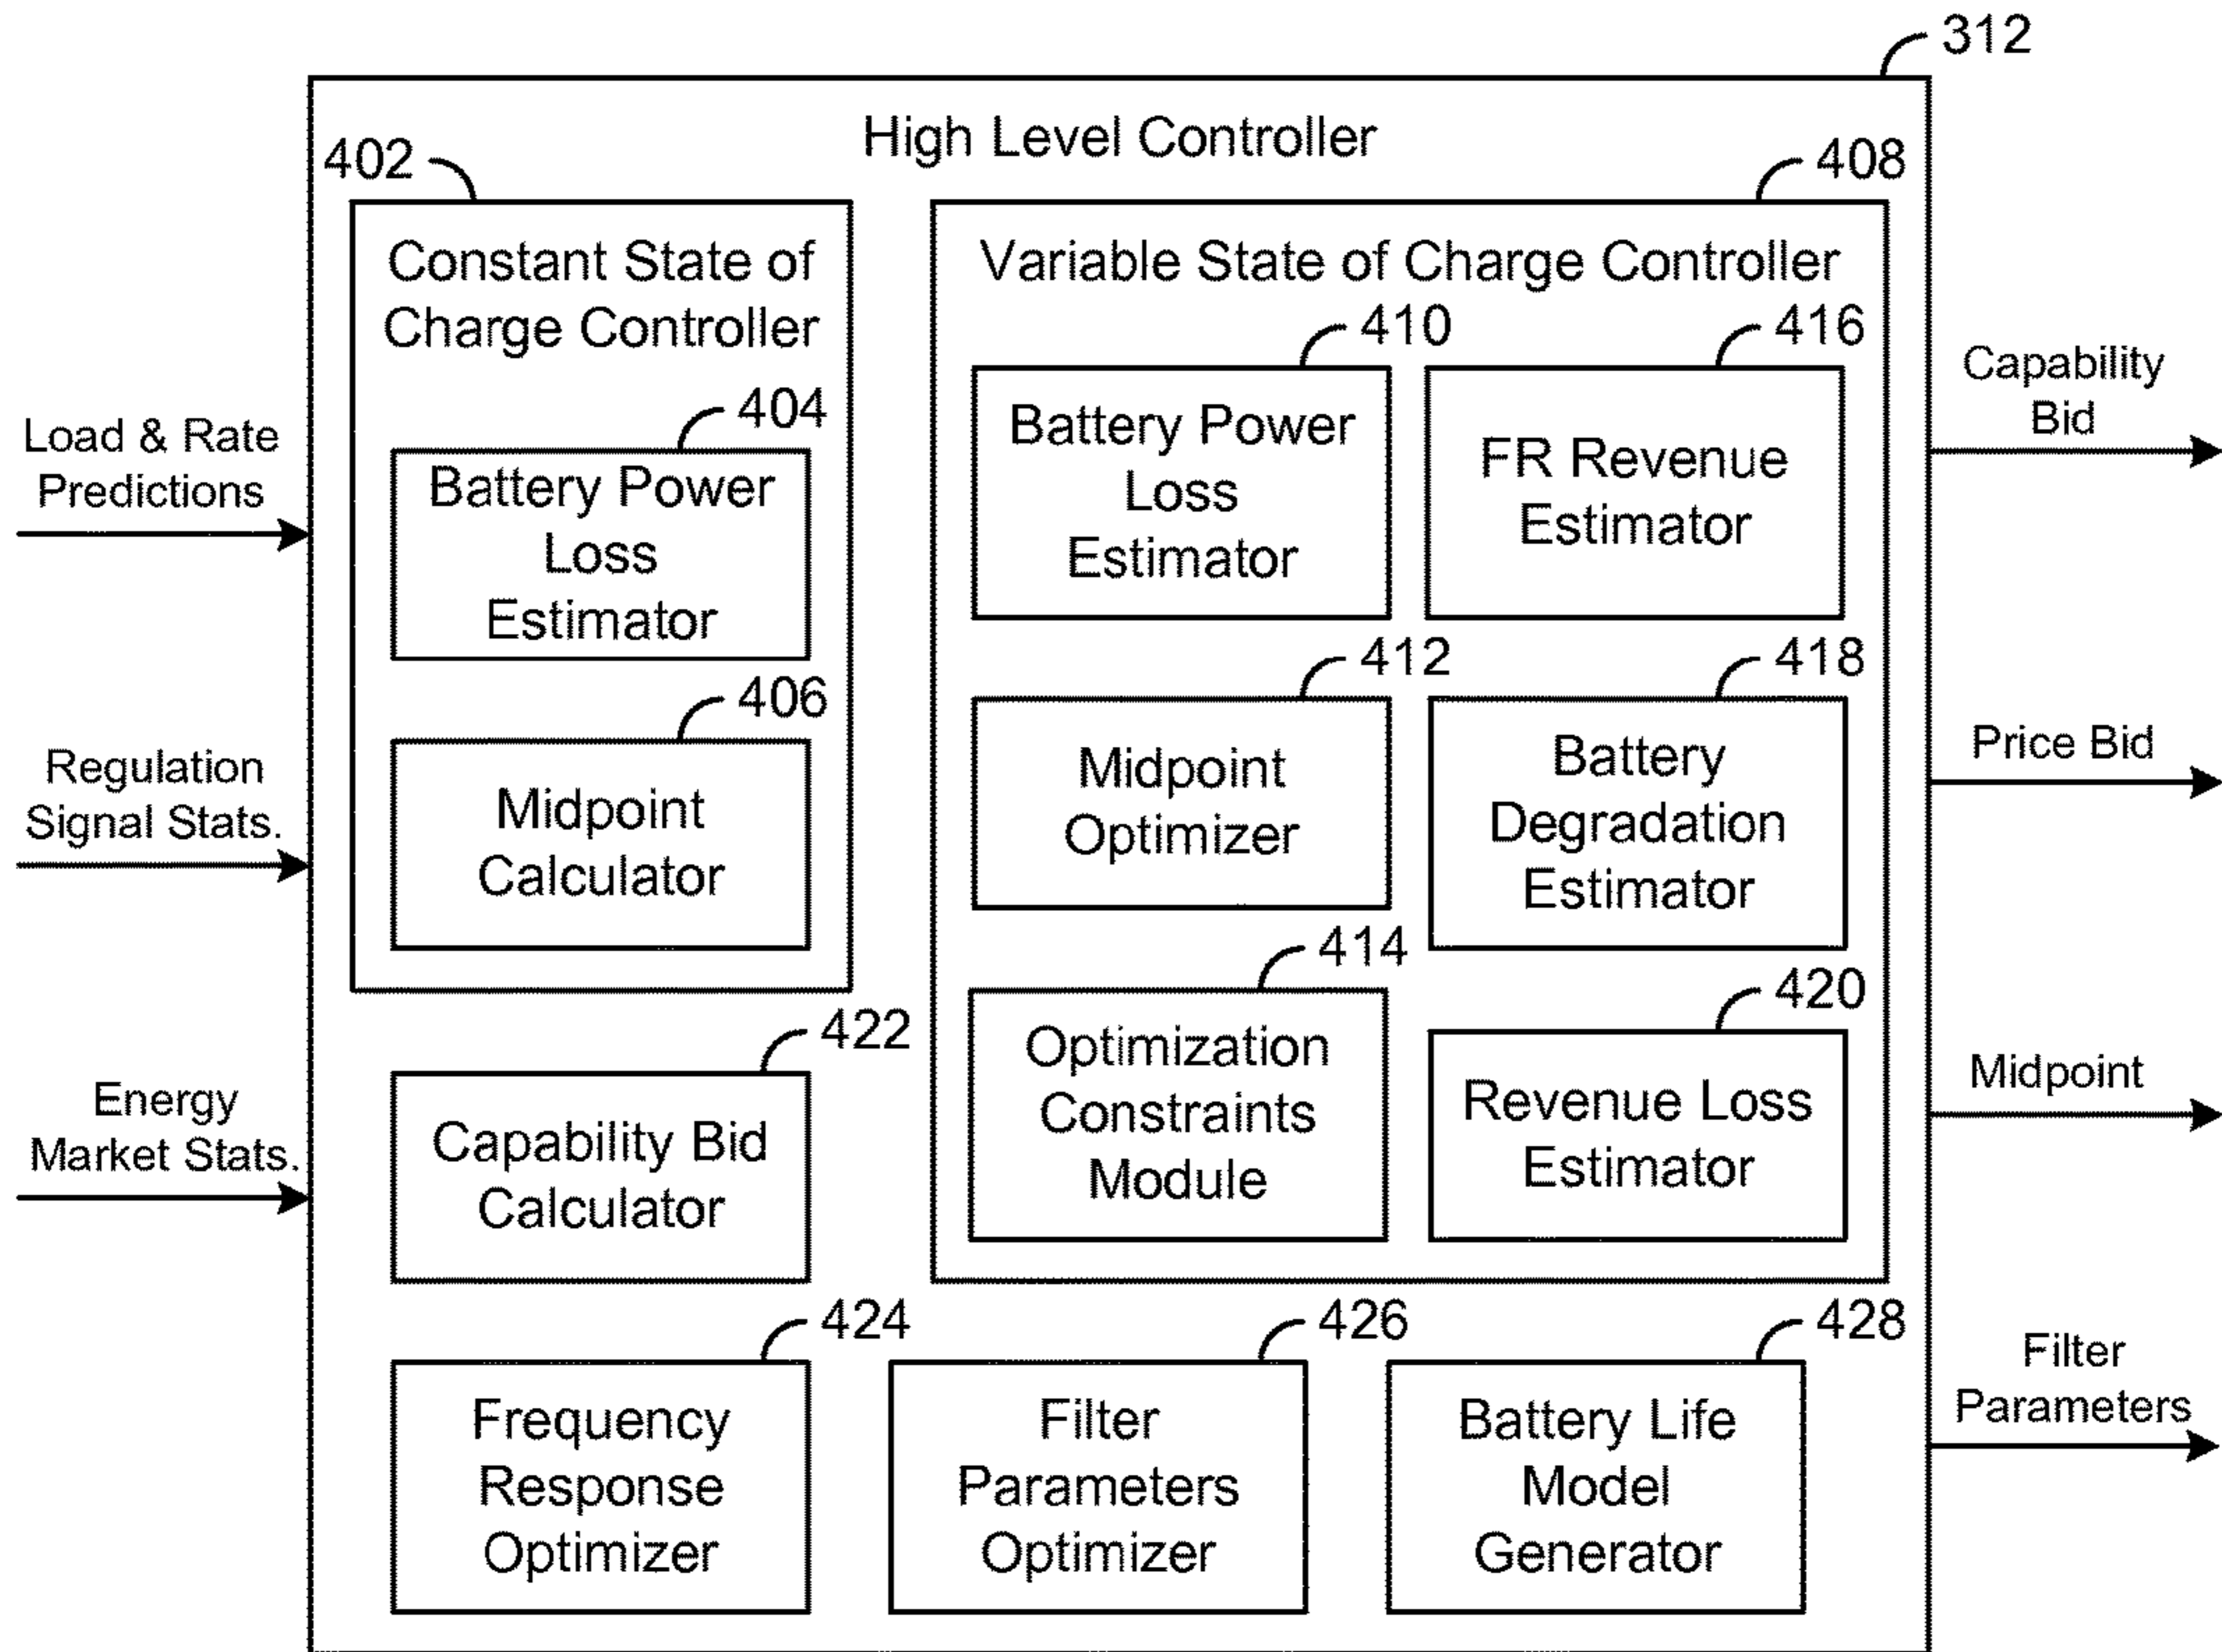 312
High Level Controller
402
408
Constant State of
Charge Controller
Variable State of Charge Controller
404
Battery Power
Loss
Estimator
406
Midpoint
Calculator
410
Battery Power
Loss
Estimator
416
FR Revenue
Estimator
412
Midpoint
Optimizer
418
Battery
Degradation
Estimator
414
Optimization
Constraints
Module
420
Revenue Loss
Estimator
422
Capability Bid
Calculator
424
Frequency
Response
Optimizer
426
Filter
Parameters
Optimizer
428
Battery Life
Model
Generator
Load & Rate
Predictions
Regulation
Signal Stats.
Energy
Market Stats.
Capability
Bid
Price Bid
Midpoint
Filter
Parameters